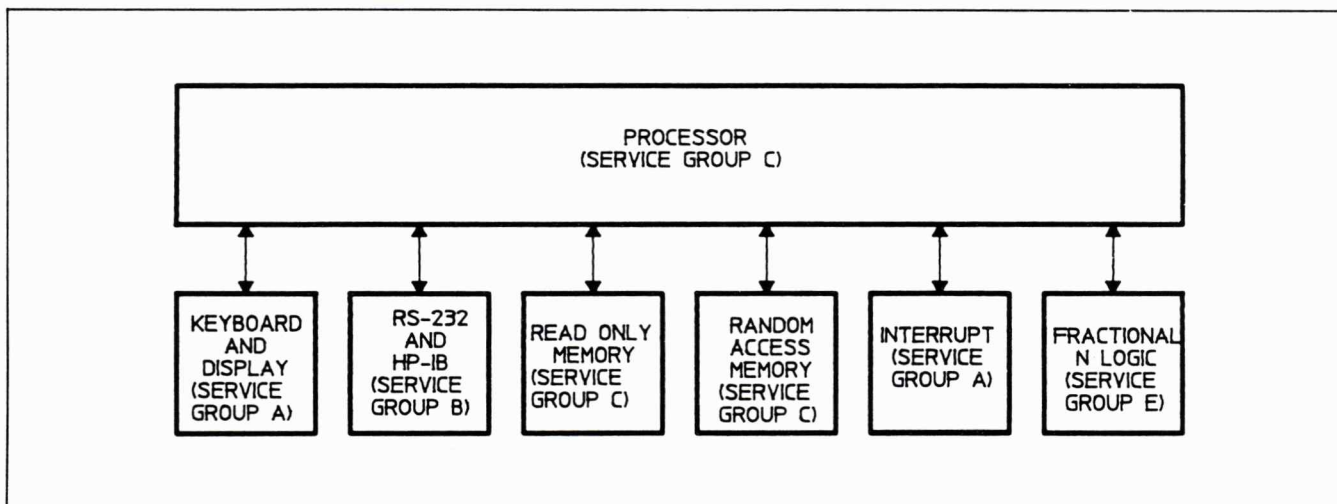 PROCESSOR
(SERVICE GROUP C)
KEYBOARD
AND
DISPLAY
(SERVICE
GROUP A)
RS-232
AND
HP-IB
(SERVICE
GROUP B)
READ ONLY
MEMORY
(SERVICE
GROUP C)
RANDOM
ACCESS
MEMORY
(SERVICE
GROUP C)
INTERRUPT
(SERVICE
GROUP A)
FRACTIONAL
N LOGIC
(SERVICE
GROUP E)